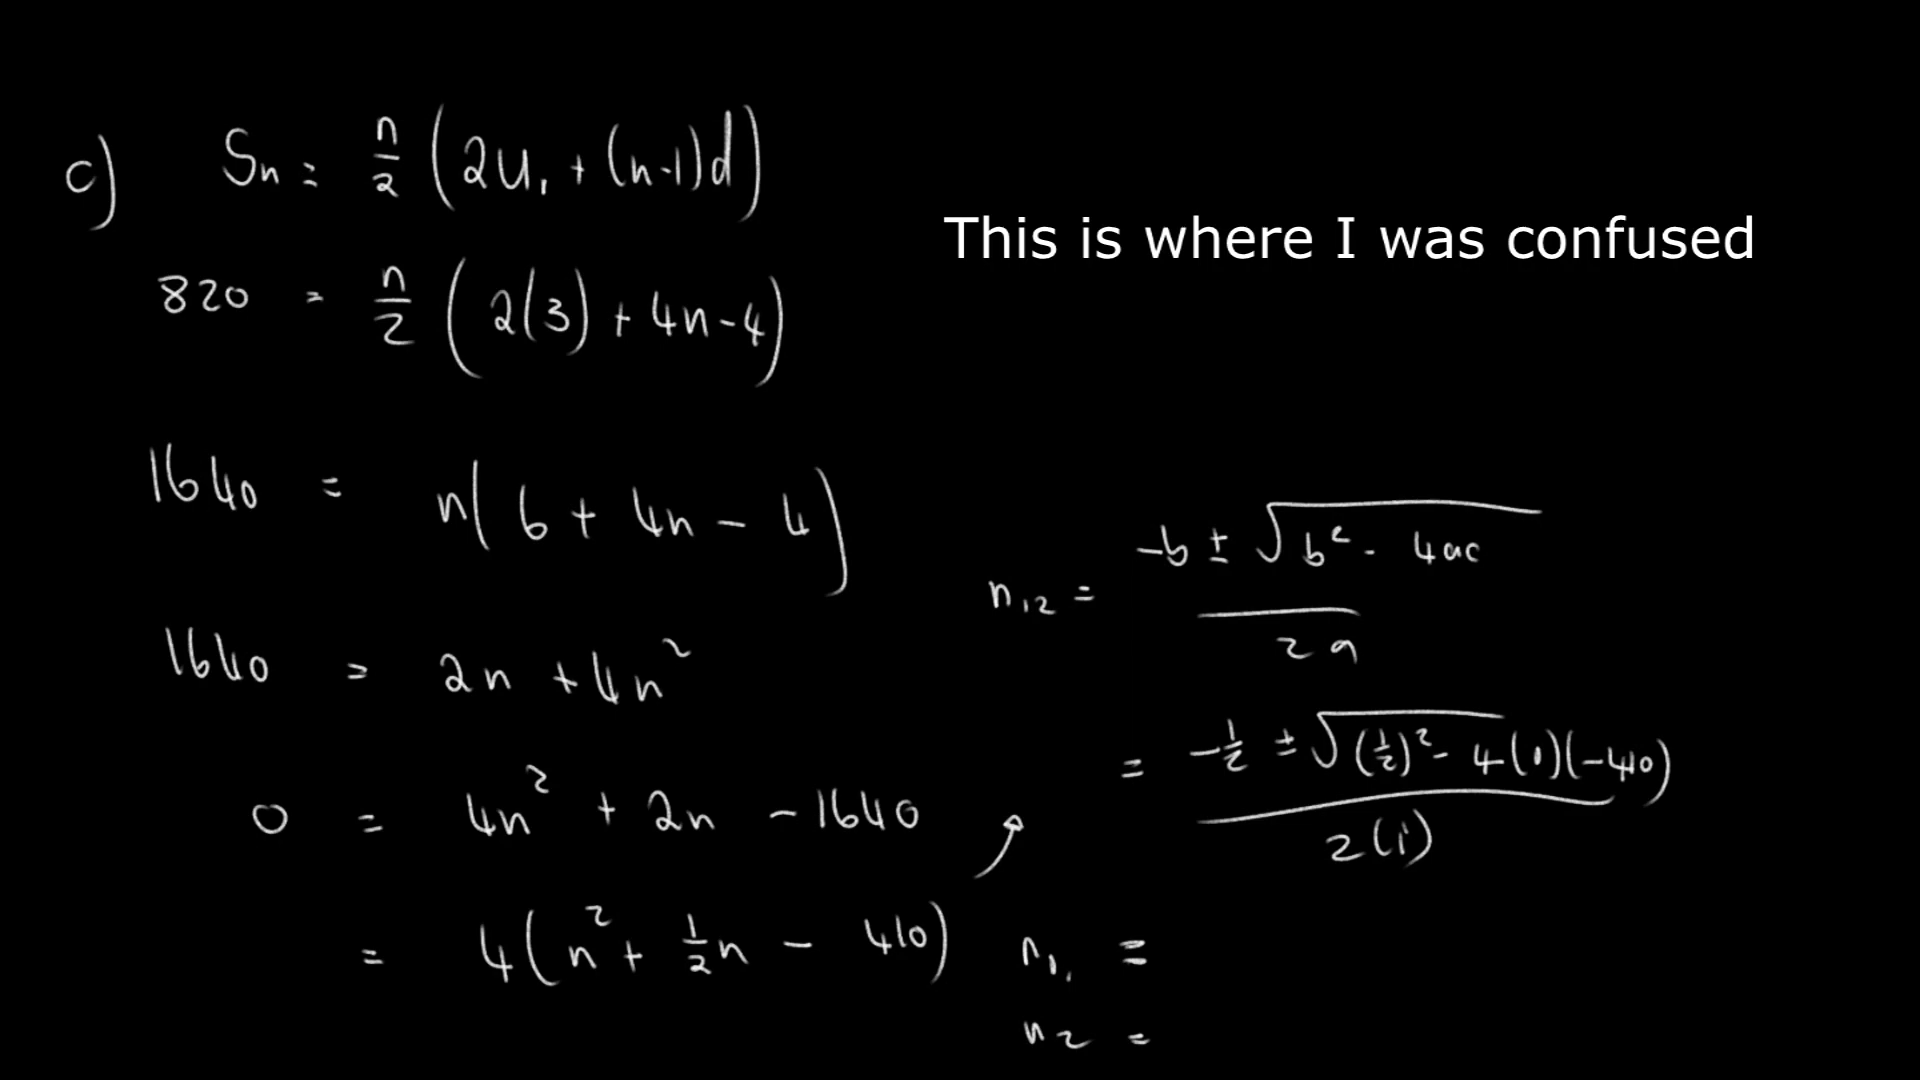 c) Sn = n/2 (2u₁ + (n-1)d)
This is where I was confused
820 = n/2 (2(3) + 4n - 4)
1640 = n(6 + 4n - 4)
1640 = 2n + 4n²
0 = 4n² + 2n - 1640
= 4(n² + 1/2n - 410)
n₁₂ = -b ± √b² - 4ac / 2a
= -1/2 ± √(1/2)² - 4(1)(-410) / 2(1)
n₁, =
n₂ =